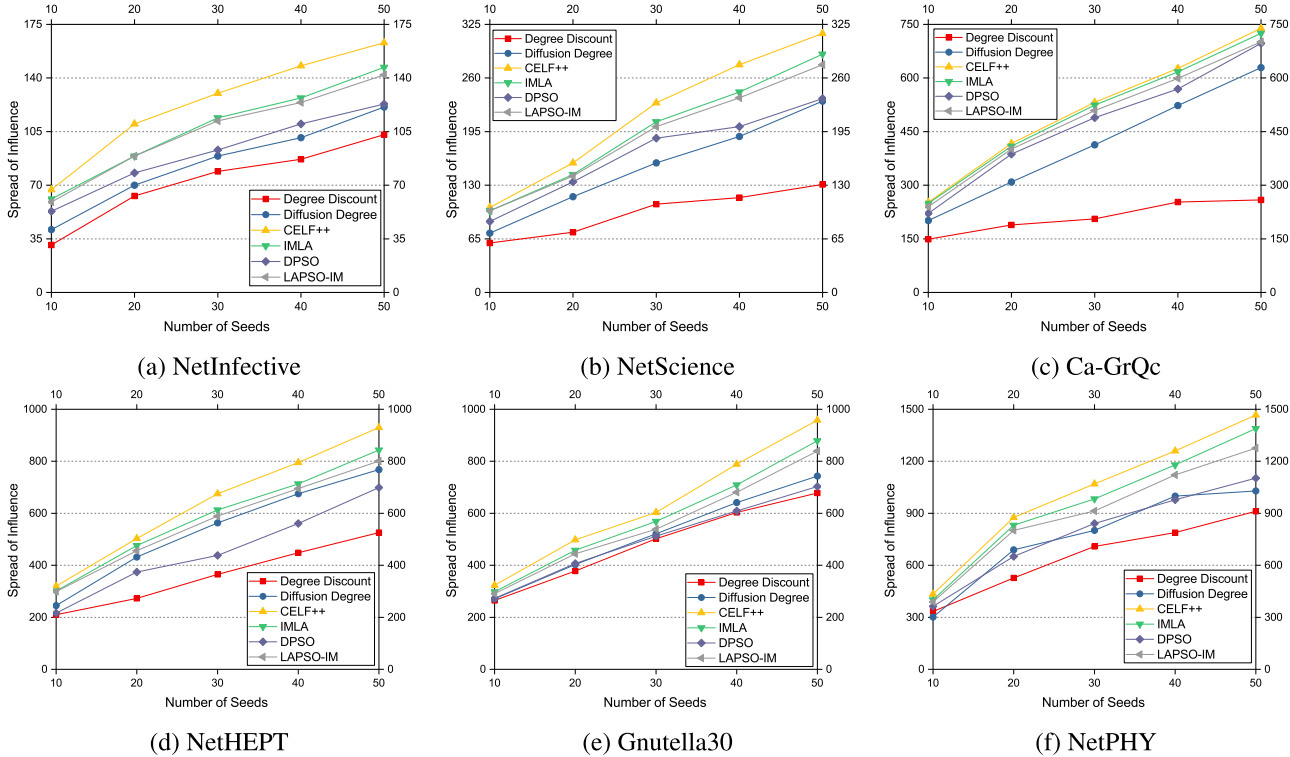 10 20 30 40 50
175 175
140 140
105 105
70 70
35 35
0 0
10 20 30 40 50
Spread of Influence
Number of Seeds
Degree Discount
Diffusion Degree
CELF++
IMLA
DPSO
LAPSO-IM
(a) NetInfective
10 20 30 40 50
325 325
260 260
195 195
130 130
65 65
0 0
10 20 30 40 50
Spread of Influence
Number of Seeds
Degree Discount
Diffusion Degree
CELF++
IMLA
DPSO
LAPSO-IM
(b) NetScience
10 20 30 40 50
750 750
600 600
450 450
300 300
150 150
0 0
10 20 30 40 50
Spread of Influence
Number of Seeds
Degree Discount
Diffusion Degree
CELF++
IMLA
DPSO
LAPSO-IM
(c) Ca-GrQc
10 20 30 40 50
1000 1000
800 800
600 600
400 400
200 200
0 0
10 20 30 40 50
Spread of Influence
Number of Seeds
Degree Discount
Diffusion Degree
CELF++
IMLA
DPSO
LAPSO-IM
(d) NetHEPT
10 20 30 40 50
1000 1000
800 800
600 600
400 400
200 200
0 0
10 20 30 40 50
Spread of Influence
Number of Seeds
Degree Discount
Diffusion Degree
CELF++
IMLA
DPSO
LAPSO-IM
(e) Gnutella30
10 20 30 40 50
1500 1500
1200 1200
900 900
600 600
300 300
0 0
10 20 30 40 50
Spread of Influence
Number of Seeds
Degree Discount
Diffusion Degree
CELF++
IMLA
DPSO
LAPSO-IM
(f) NetPHY